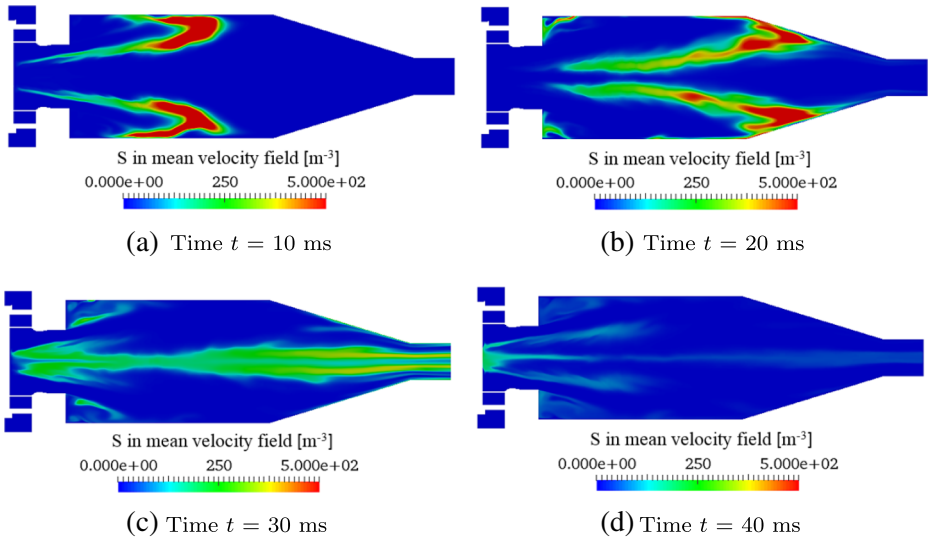 S in mean velocity field [m⁻³]
0.000e+00 250 5.000e+02
(a) Time t = 10 ms
S in mean velocity field [m⁻³]
0.000e+00 250 5.000e+02
(b) Time t = 20 ms
S in mean velocity field [m⁻³]
0.000e+00 250 5.000e+02
(c) Time t = 30 ms
S in mean velocity field [m⁻³]
0.000e+00 250 5.000e+02
(d) Time t = 40 ms